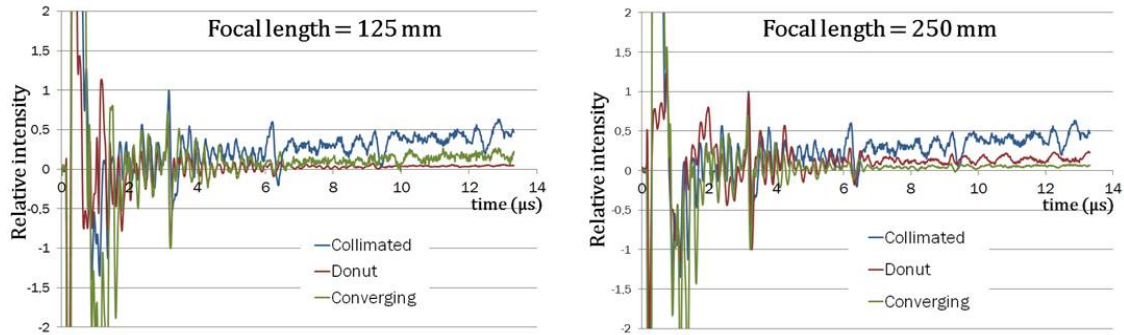 Focal length = 125 mm
2
1.5
1
0.5
0
-0.5
-1
-1.5
-2
Relative intensity
0 2 4 6 8 10 12 14
time (μs)
Collimated
Donut
Converging
Focal length = 250 mm
2
1,5
1
0,5
0
-0,5
-1
-1,5
-2
Relative intensity
0 2 4 6 8 10 12 14
time (μs)
Collimated
Donut
Converging